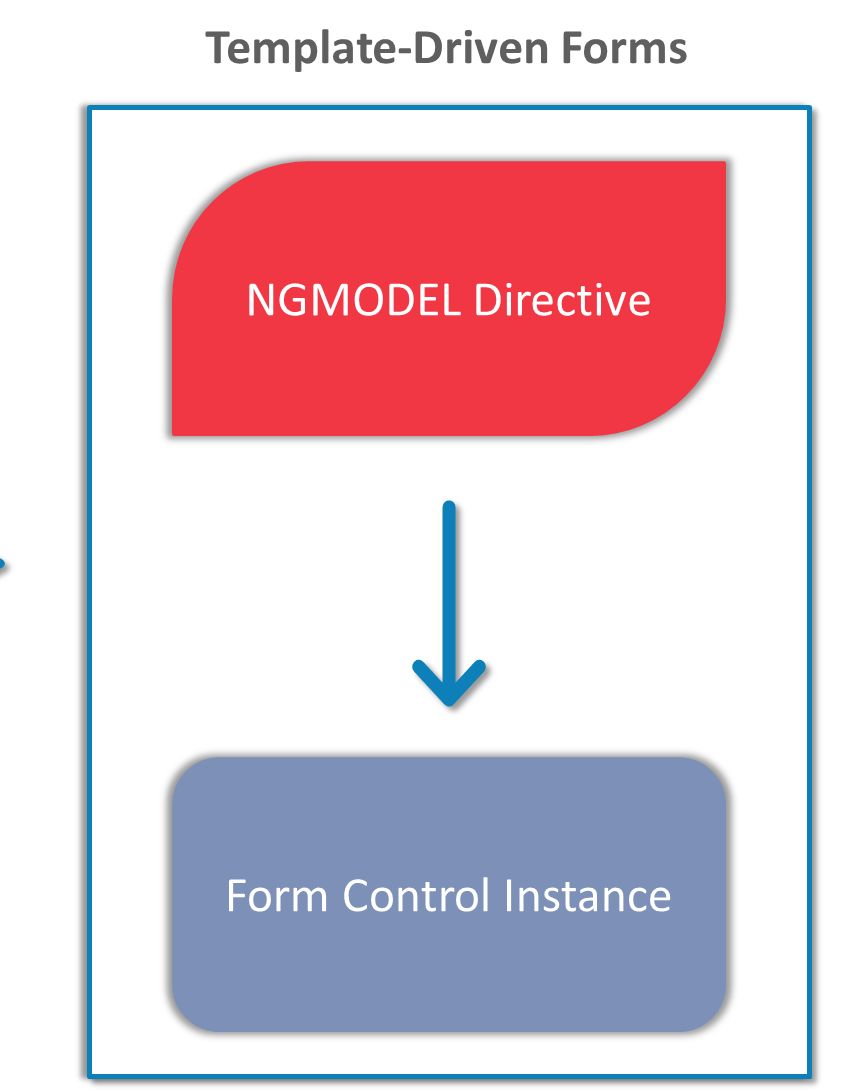 Template-Driven Forms
NGMODEL Directive
Form Control Instance